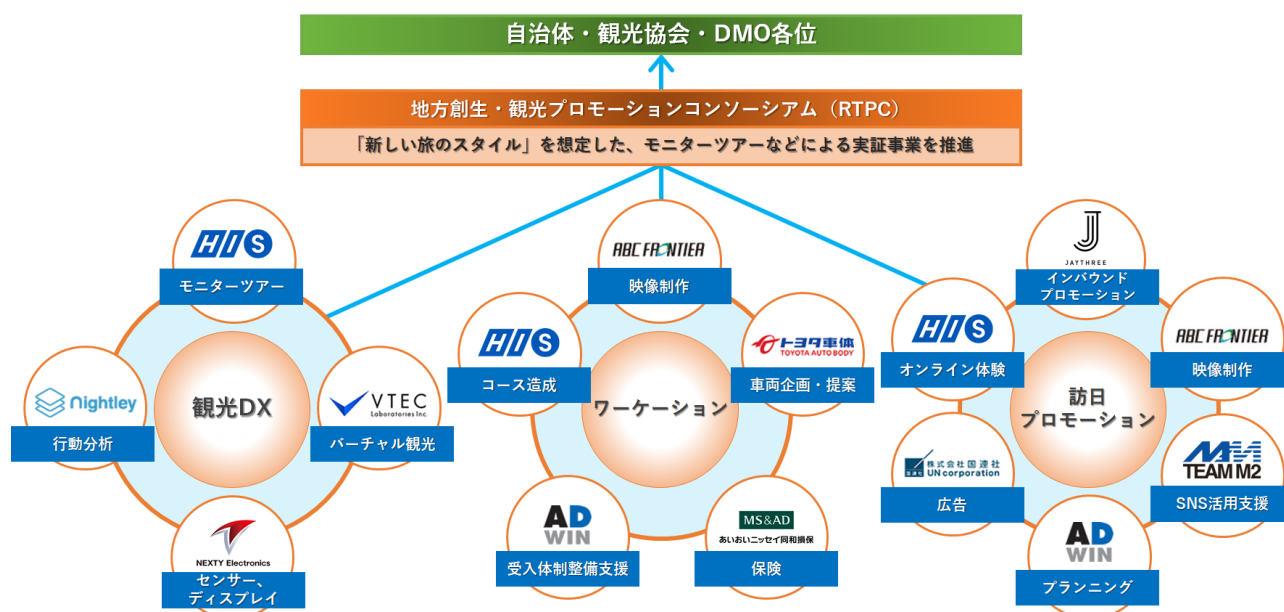 自治体・観光協会・DMO各位
地方創生・観光プロモーションコンソーシアム（RTPC）
「新しい旅のスタイル」を想定した、モニターツアーなどによる実証事業を推進
HIS
モニターツアー
Nightley
行動分析
観光DX
VTEC
Laboratories Inc.
バーチャル観光
NEXTY Electronics
センサー、
ディスプレイ
ABC FRONTIER
映像制作
HIS
コース造成
トヨタ車体
TOYOTA AUTO BODY
車両企画・提案
ワーケーション
AD
WIN
受入体制整備支援
MS&AD
あいおいニッセイ同和損保
保険
J
JAYTHREE
インバウンド
プロモーション
HIS
オンライン体験
ABC FRONTIER
映像制作
訪日
プロモーション
株式会社国連社
UN corporation
広告
TEAM M2
SNS活用支援
AD
WIN
プランニング